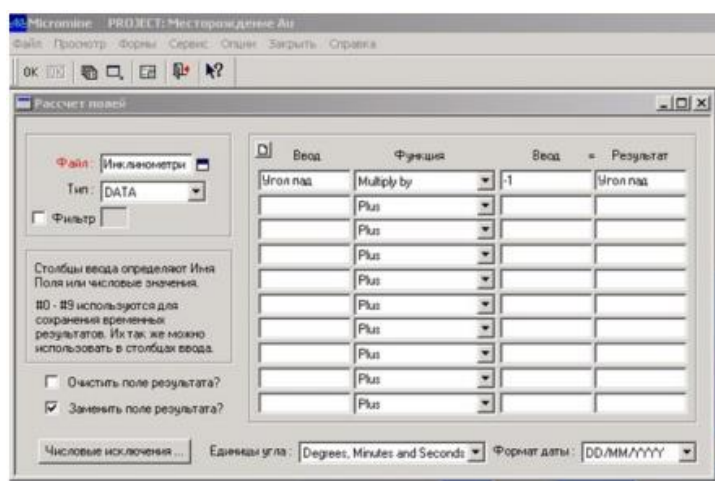 Micromine PROJECT: Месторождение Au
Файл Просмотр Формы Сервис Опции Закрыть Справка
OK
Рассчет полей
Файл: Инклинометри
Тип: DATA
Фильтр
Столбцы ввода определяют Имя
Поля или числовые значения.
#0 - #9 используются для
сохранения временных
результатов. Их так же можно
использовать в столбцах ввода.
Очистить поле результата?
Заменить поле результата?
Ввод Функция Ввод = Результат
Угол пад Multiply by -1 Угол пад
Plus
Plus
Plus
Plus
Plus
Plus
Plus
Plus
Plus
Числовые исключения ... Единицы угла: Degrees, Minutes and Seconds Формат даты: DD/MM/YYYY